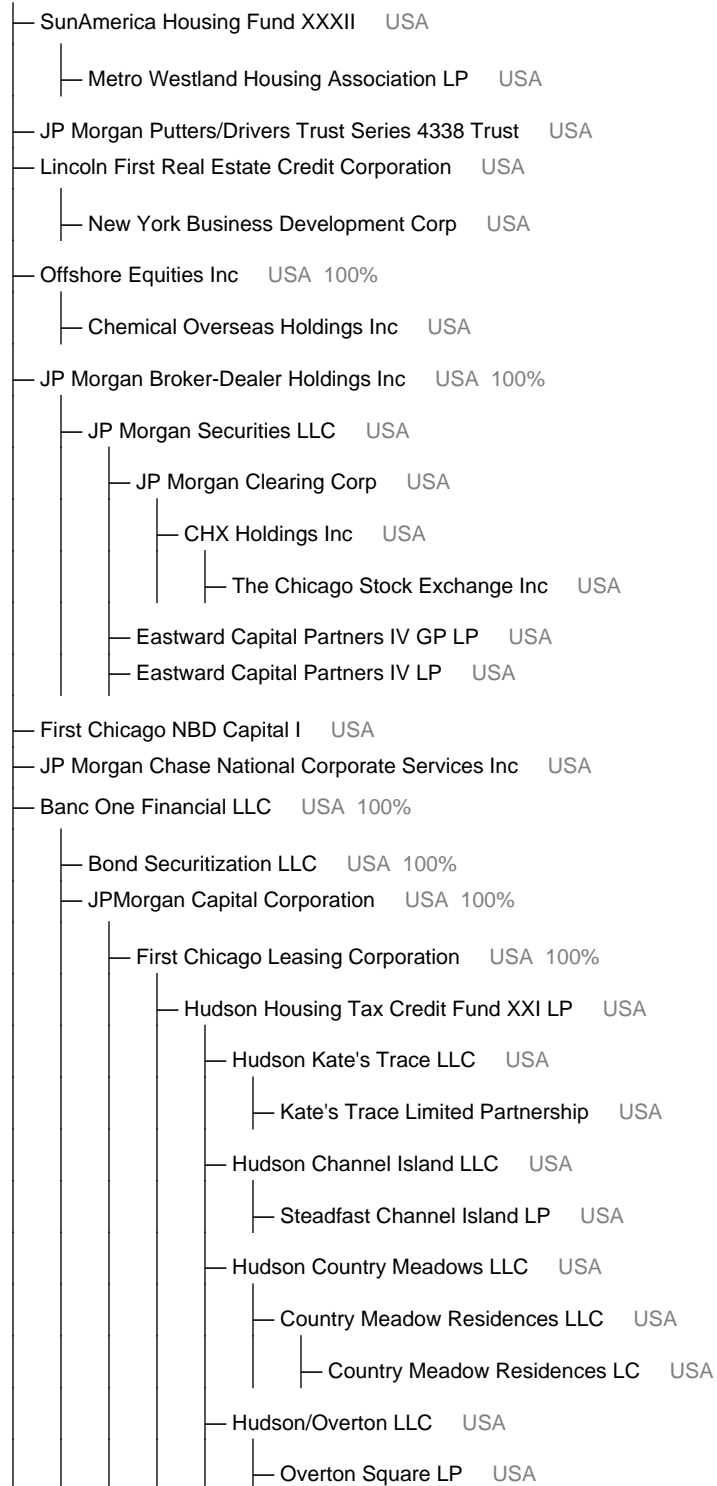 SunAmerica Housing Fund XXXII USA
Metro Westland Housing Association LP USA
JP Morgan Putters/Drivers Trust Series 4338 Trust USA
Lincoln First Real Estate Credit Corporation USA
New York Business Development Corp USA
Offshore Equities Inc USA 100%
Chemical Overseas Holdings Inc USA
JP Morgan Broker-Dealer Holdings Inc USA 100%
JP Morgan Securities LLC USA
JP Morgan Clearing Corp USA
CHX Holdings Inc USA
The Chicago Stock Exchange Inc USA
Eastward Capital Partners IV GP LP USA
Eastward Capital Partners IV LP USA
First Chicago NBD Capital I USA
JP Morgan Chase National Corporate Services Inc USA
Banc One Financial LLC USA 100%
Bond Securitization LLC USA 100%
JPMorgan Capital Corporation USA 100%
First Chicago Leasing Corporation USA 100%
Hudson Housing Tax Credit Fund XXI LP USA
Hudson Kate's Trace LLC USA
Kate's Trace Limited Partnership USA
Hudson Channel Island LLC USA
Steadfast Channel Island LP USA
Hudson Country Meadows LLC USA
Country Meadow Residences LLC USA
Country Meadow Residences LC USA
Hudson/Overton LLC USA
Overton Square LP USA